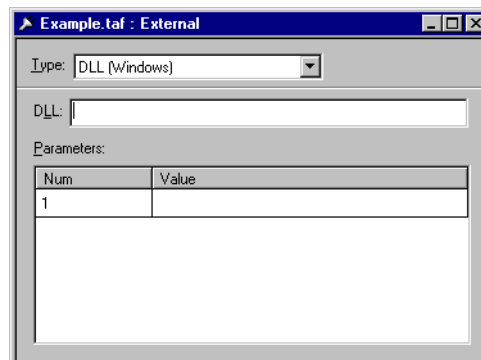 Example.taf : External
Type: DLL (Windows)
DLL:
Parameters:
Num Value
1